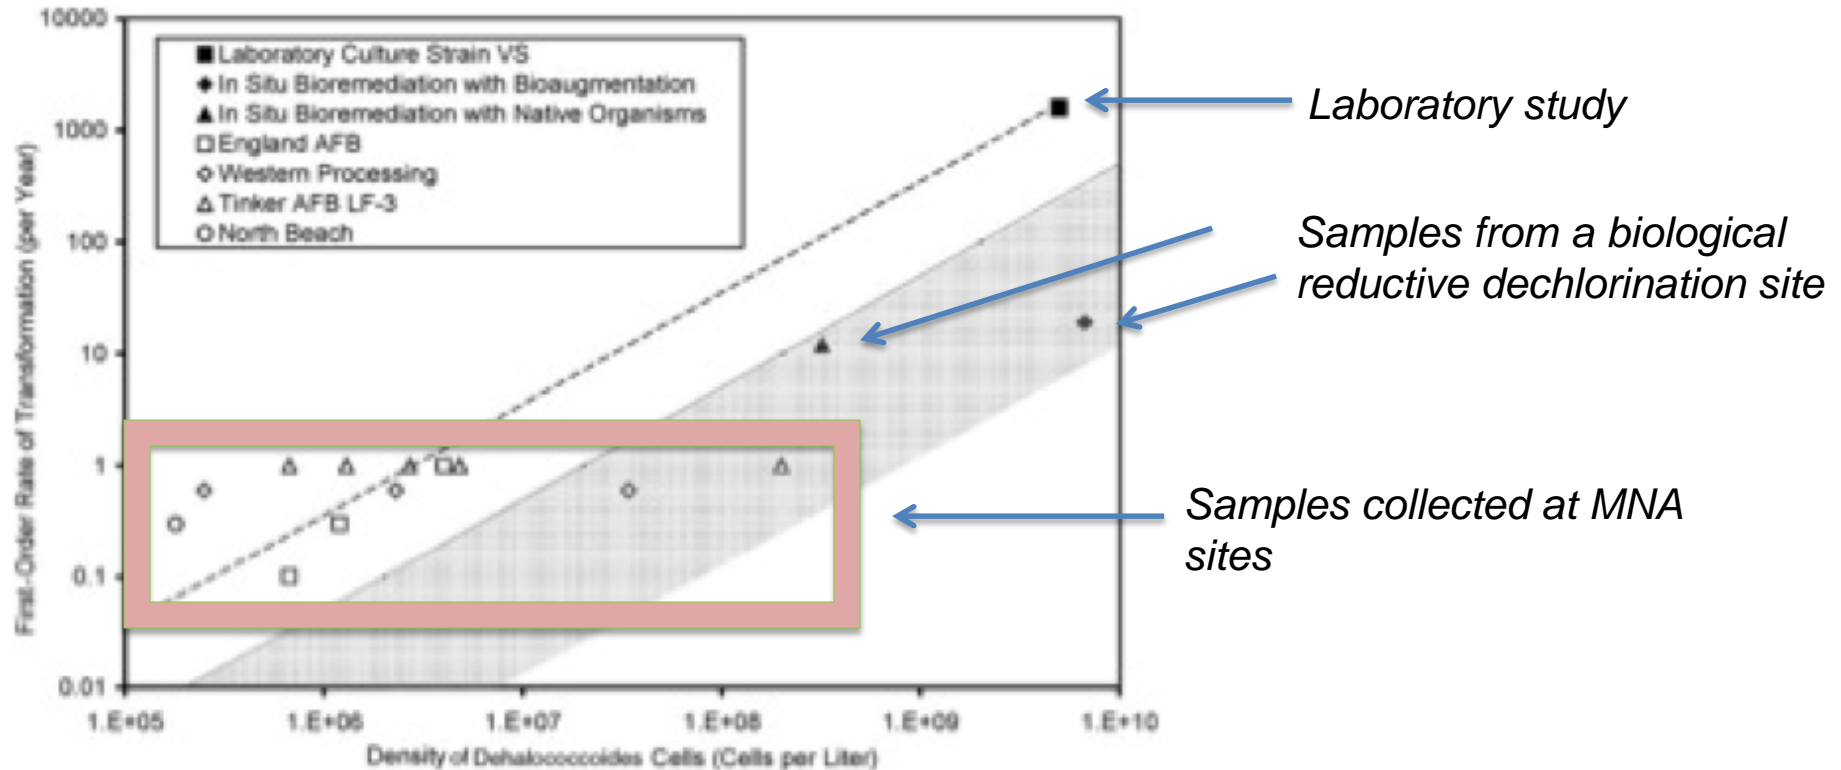 10000
1000
100
10
1
0.1
0.01
First.-Order Rate of Transformation (per Year)
Laboratory Culture Strain VS
In Situ Bioremediation with Bioaugmentation
In Situ Bioremediation with Native Organisms
England AFB
Western Processing
Tinker AFB LF-3
North Beach
Laboratory study
Samples from a biological
reductive dechlorination site
Samples collected at MNA
sites
1.E+05
1.E+06
1.E+07
1.E+08
1.E+09
1.E+10
Density of Dehalococcoides Cells (Cells per Liter)